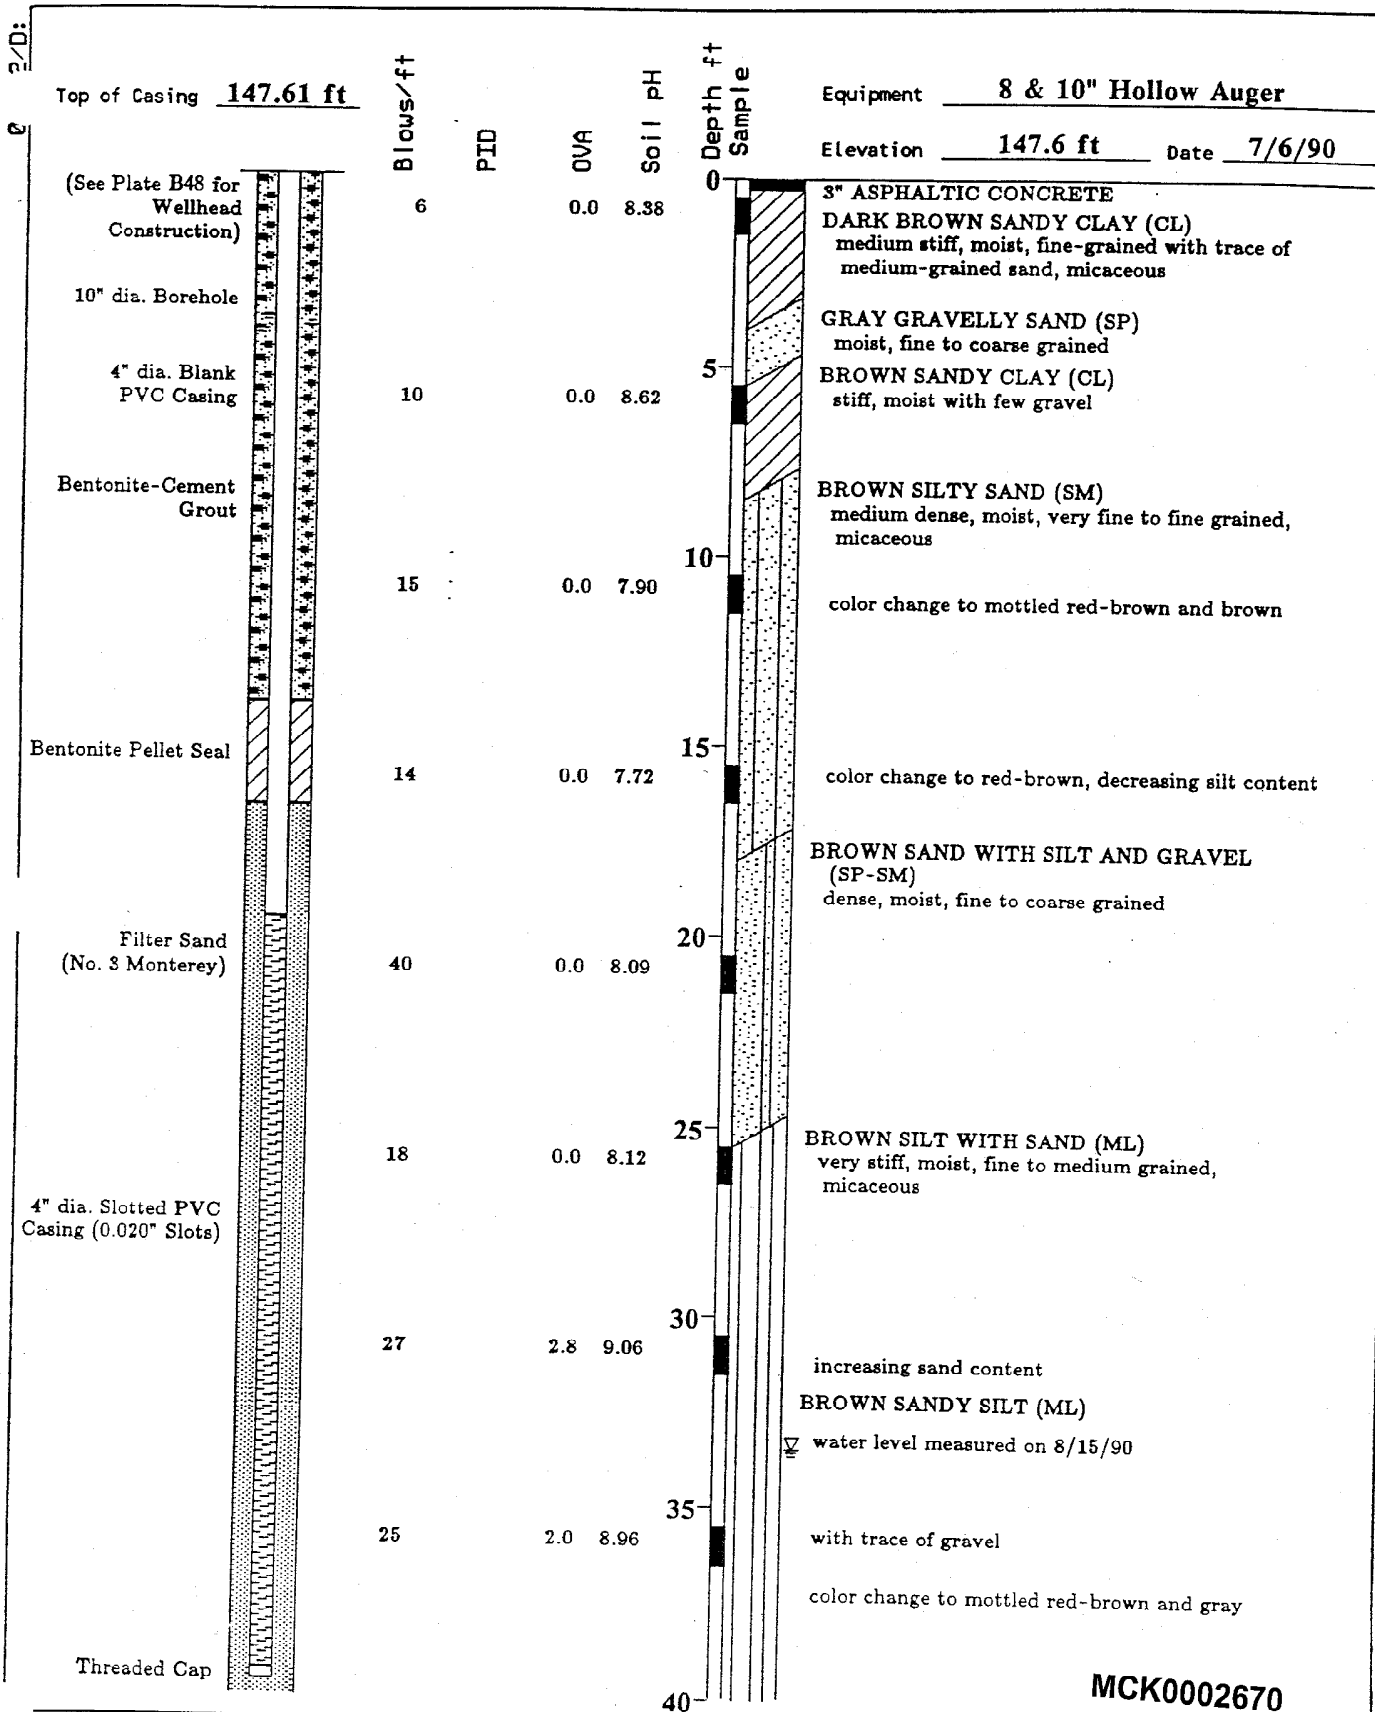 Top of Casing 147.61 ft
Blows/ft
PID
OVA
Soil pH
Depth ft
Sample
Equipment 8 & 10" Hollow Auger
Elevation 147.6 ft Date 7/6/90
(See Plate B48 for
Wellhead
Construction)
10" dia. Borehole
4" dia. Blank
PVC Casing
Bentonite-Cement
Grout
Bentonite Pellet Seal
Filter Sand
(No. 3 Monterey)
4" dia. Slotted PVC
Casing (0.020" Slots)
Threaded Cap
6 0.0 8.38
10 0.0 8.62
15 0.0 7.90
14 0.0 7.72
40 0.0 8.09
18 0.0 8.12
27 2.8 9.06
25 2.0 8.96
0
5
10
15
20
25
30
35
40
3" ASPHALTIC CONCRETE
DARK BROWN SANDY CLAY (CL)
medium stiff, moist, fine-grained with trace of
medium-grained sand, micaceous
GRAY GRAVELLY SAND (SP)
moist, fine to coarse grained
BROWN SANDY CLAY (CL)
stiff, moist with few gravel
BROWN SILTY SAND (SM)
medium dense, moist, very fine to fine grained,
micaceous
color change to mottled red-brown and brown
color change to red-brown, decreasing silt content
BROWN SAND WITH SILT AND GRAVEL
(SP-SM)
dense, moist, fine to coarse grained
BROWN SILT WITH SAND (ML)
very stiff, moist, fine to medium grained,
micaceous
increasing sand content
BROWN SANDY SILT (ML)
water level measured on 8/15/90
with trace of gravel
color change to mottled red-brown and gray
MCK0002670